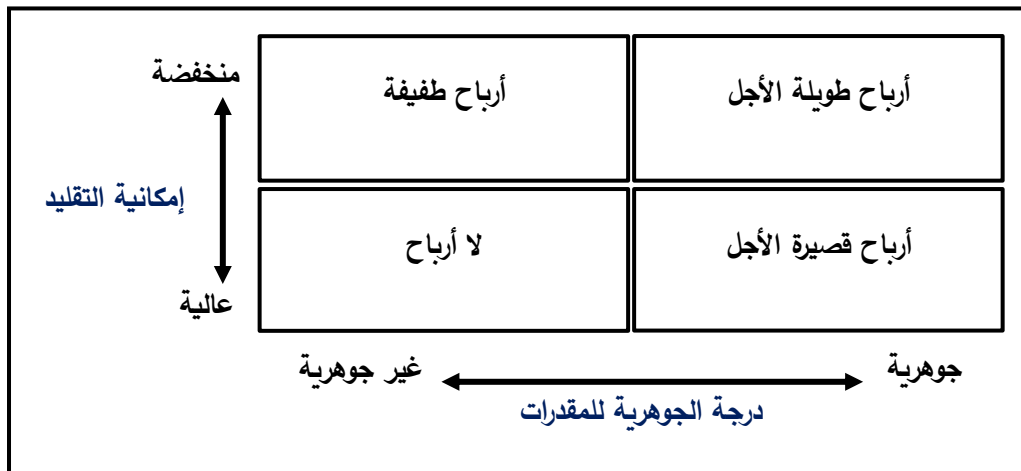 أرباح طويلة الأجل
أرباح طفيفة
منخفضة
إمكانية التقليد
أرباح قصيرة الأجل
لا أرباح
عالية
جوهرية
غير جوهرية
درجة الجوهرية للمقدرات